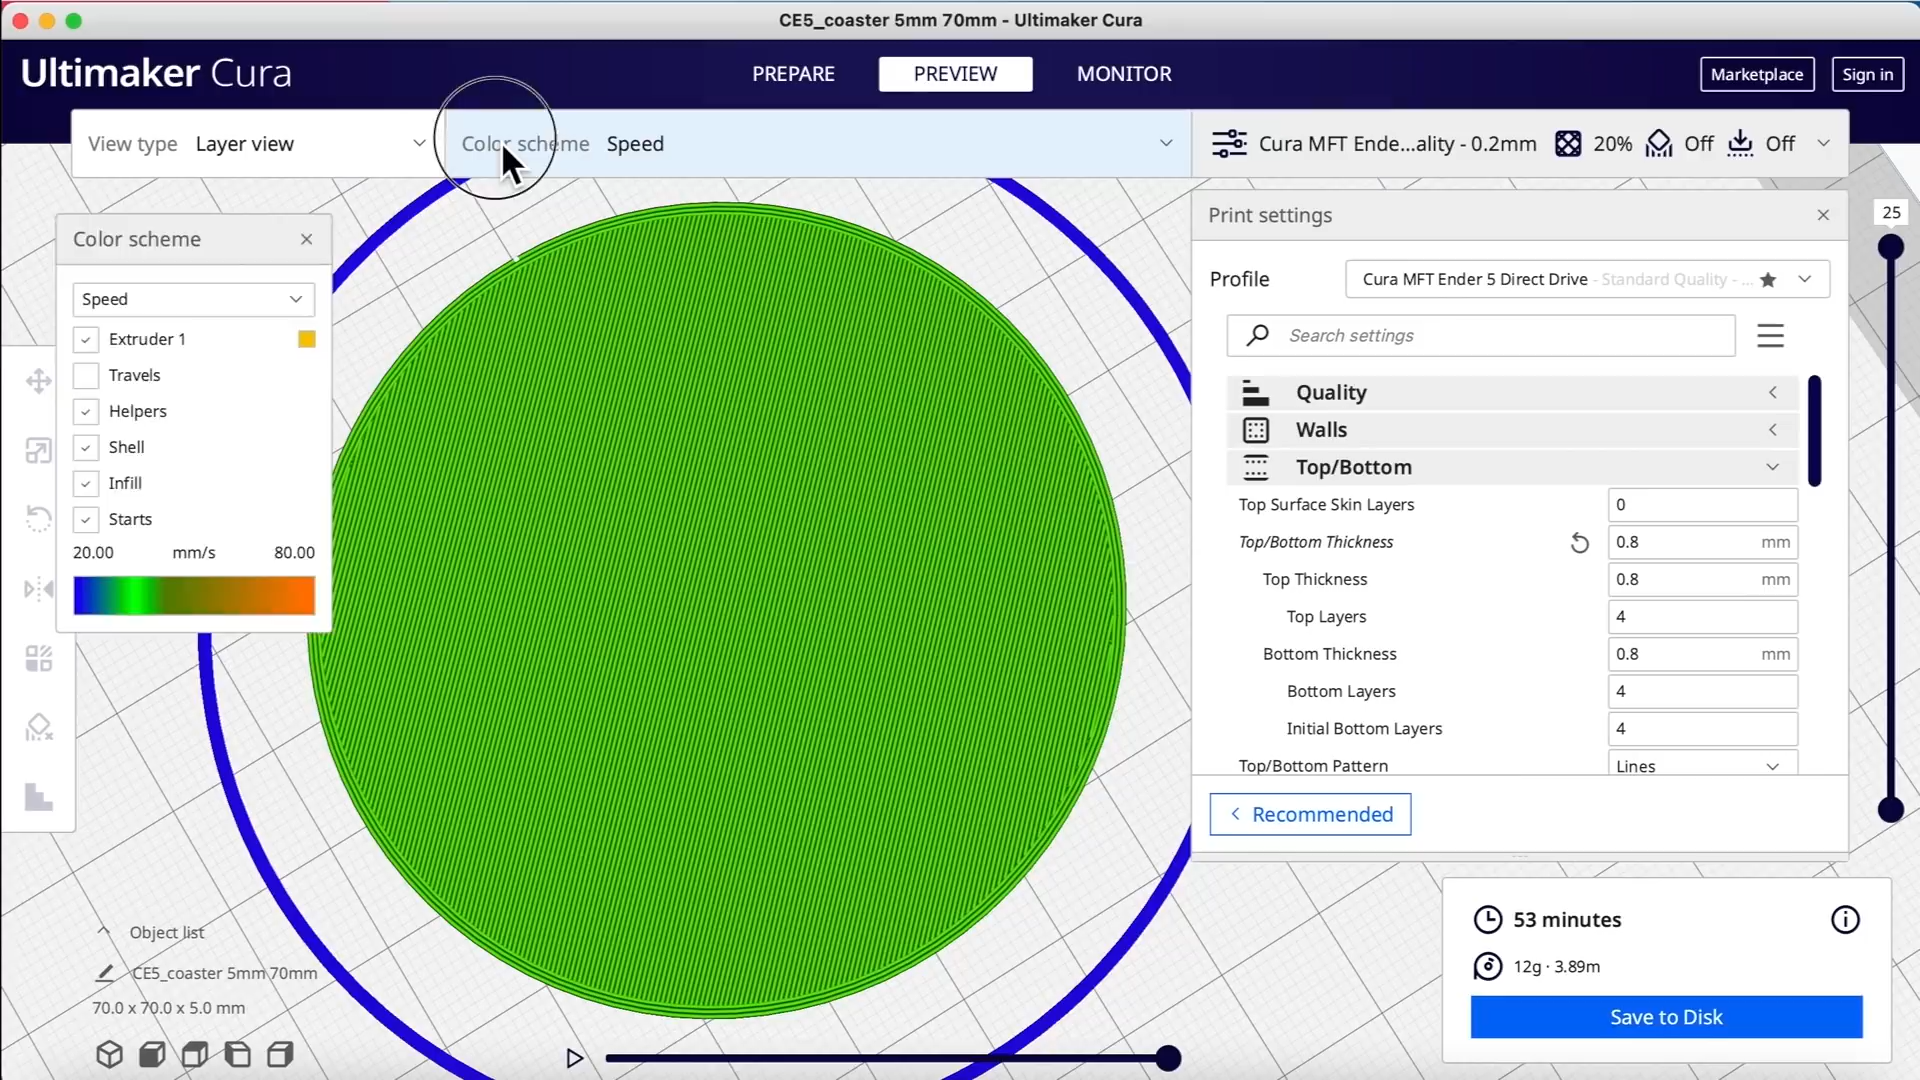 CE5_coaster 5mm 70mm - Ultimaker Cura
Ultimaker Cura
PREPARE
PREVIEW
MONITOR
Marketplace
Sign in
View type Layer view
Color scheme Speed
Cura MFT Ende...ality - 0.2mm
20%
Off
Off
Color scheme
Speed
Extruder 1
Travels
Helpers
Shell
Infill
Starts
20.00 mm/s 80.00
Print settings
25
Profile
Cura MFT Ender 5 Direct Drive - Standard Quality - ...
Search settings
Quality
Walls
Top/Bottom
Top Surface Skin Layers 0
Top/Bottom Thickness 0.8 mm
Top Thickness 0.8 mm
Top Layers 4
Bottom Thickness 0.8 mm
Bottom Layers 4
Initial Bottom Layers 4
Top/Bottom Pattern Lines
Recommended
Object list
CE5_coaster 5mm 70mm
70.0 x 70.0 x 5.0 mm
53 minutes
12g · 3.89m
Save to Disk